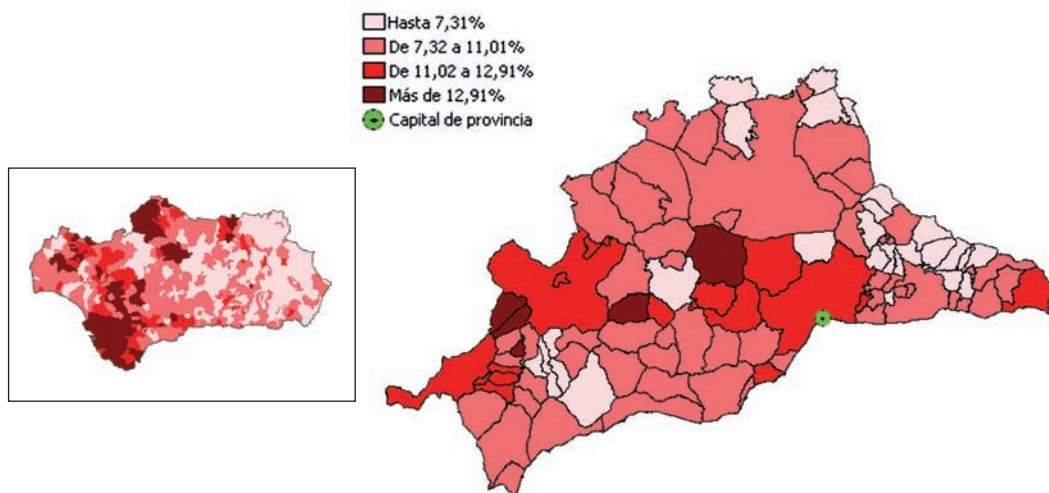 Hasta 7,31%
De 7,32 a 11,01%
De 11,02 a 12,91%
Más de 12,91%
Capital de provincia